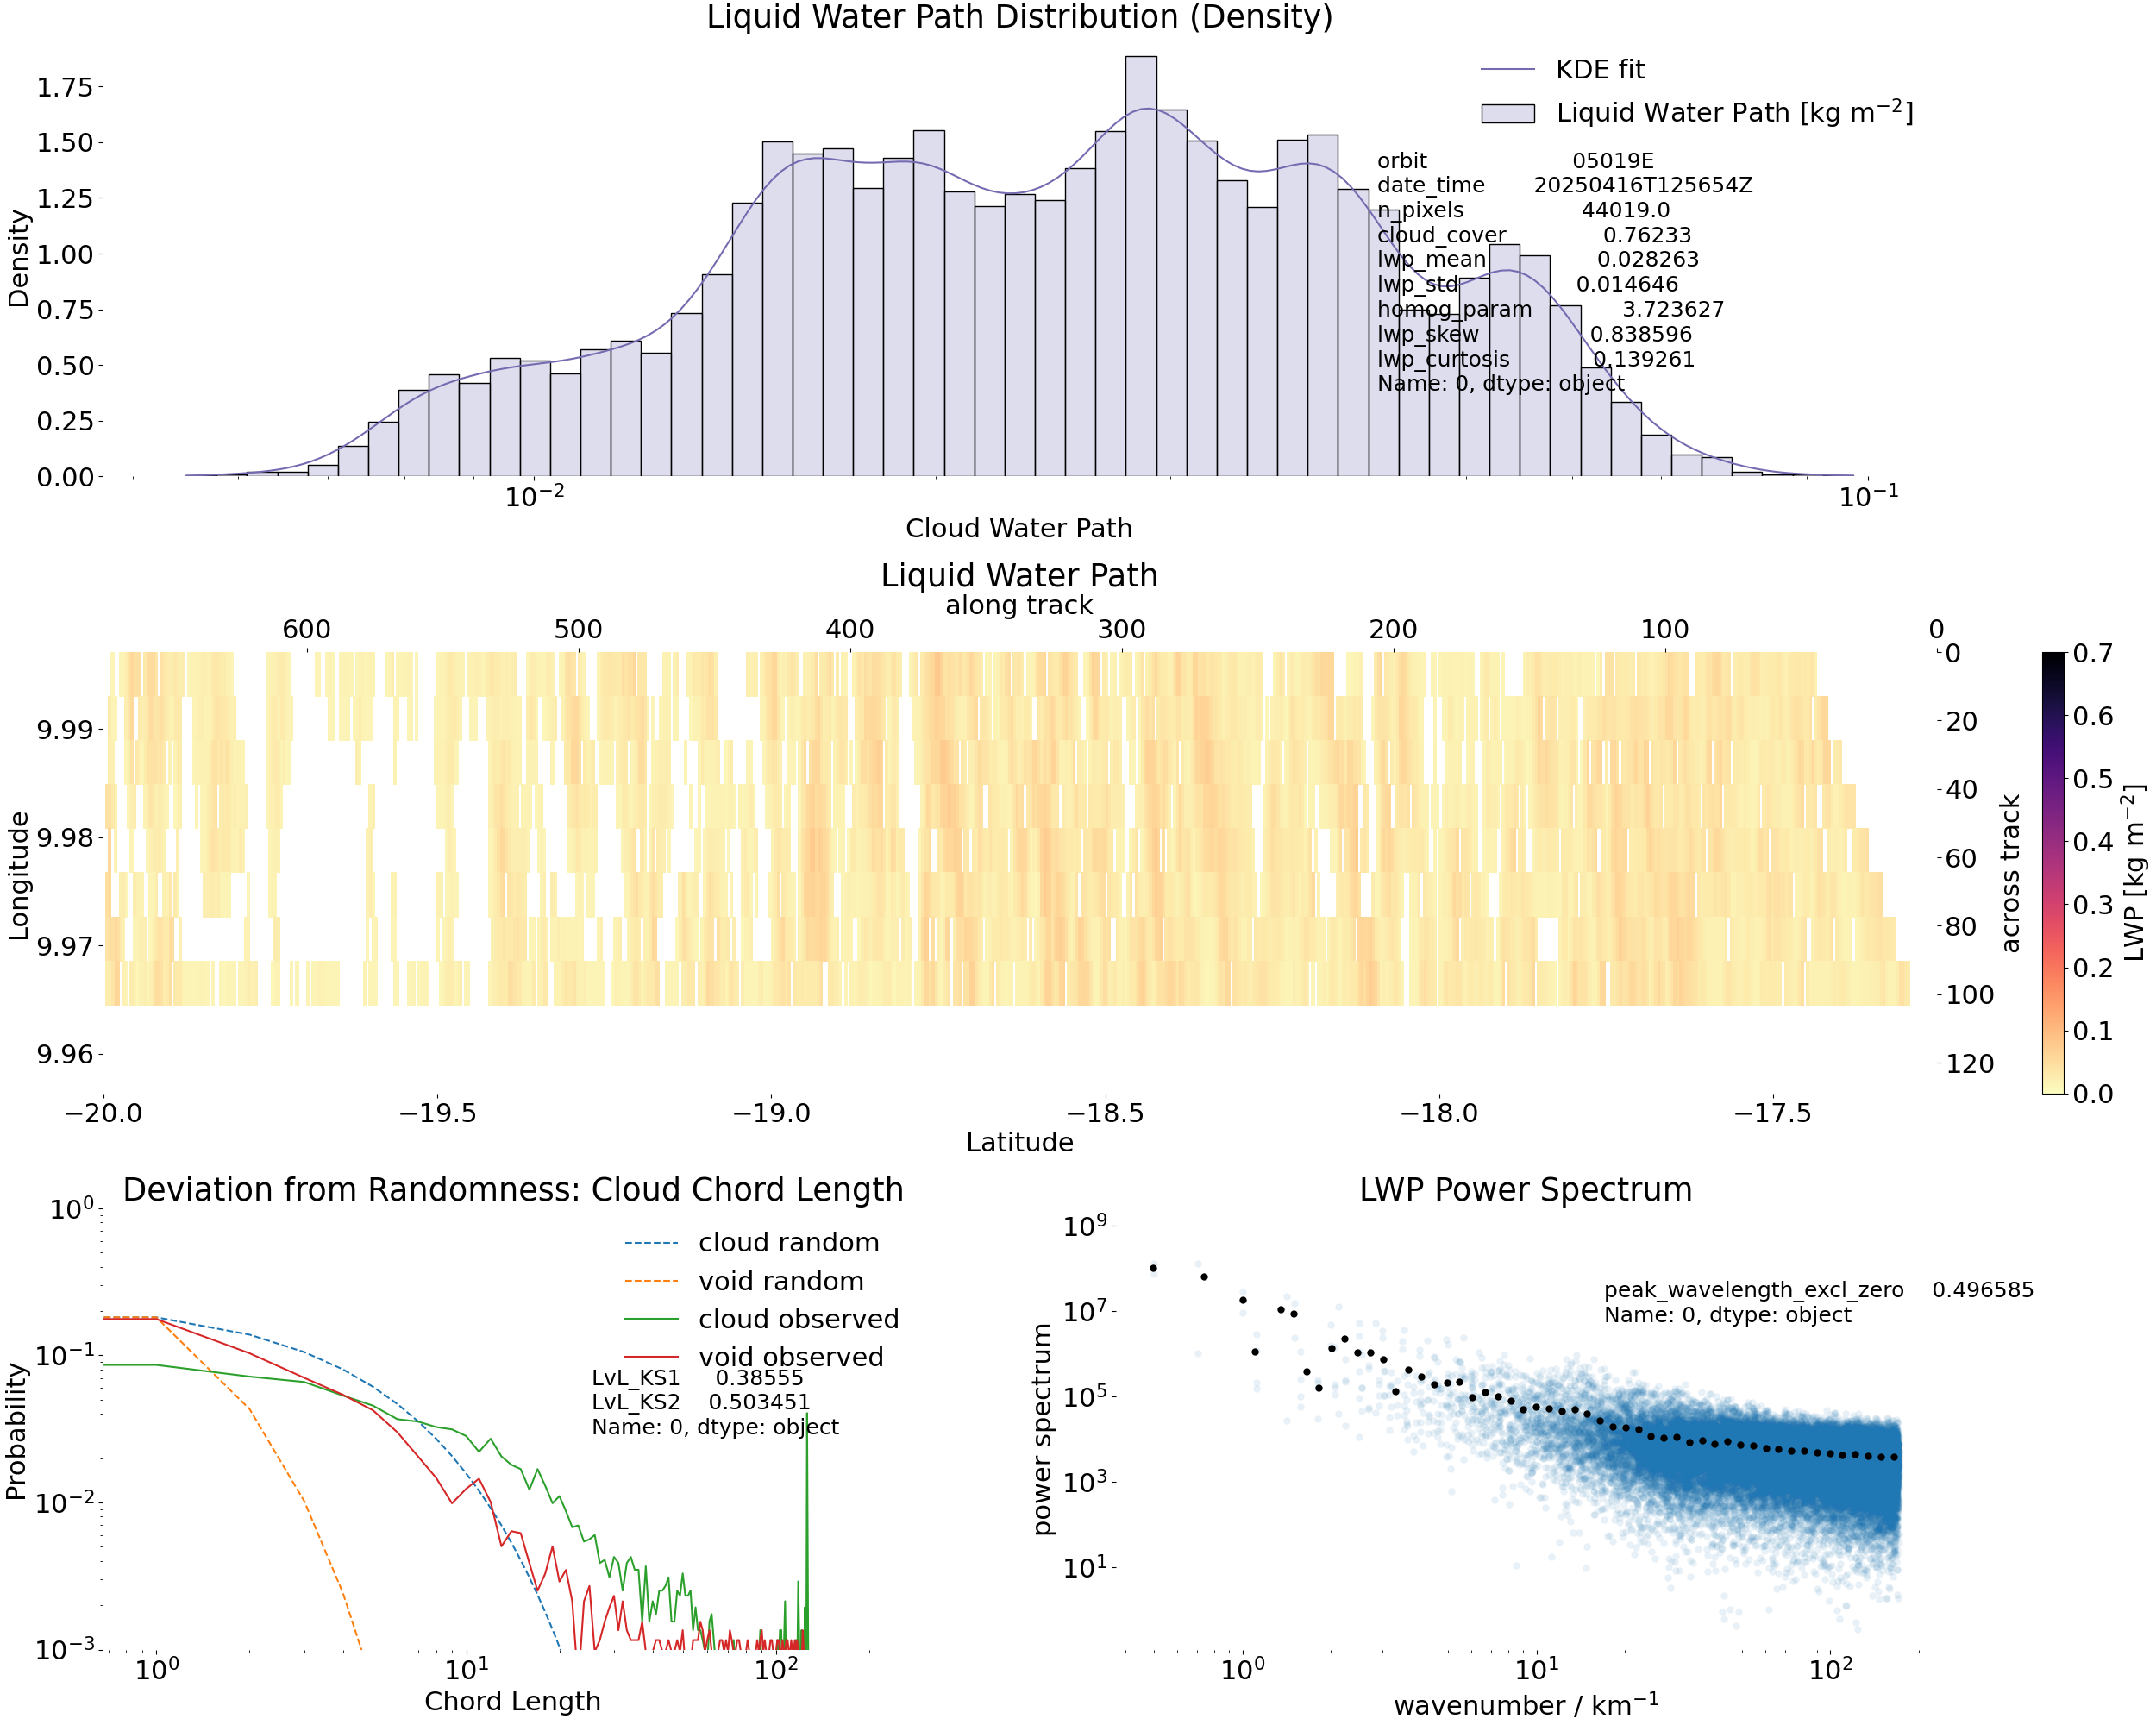 Liquid Water Path Distribution (Density)
KDE fit
Liquid Water Path [kg m⁻²]
orbit 05019E
date_time 20250416T125654Z
n_pixels 44019.0
cloud_cover 0.76233
lwp_mean 0.028263
lwp_std 0.014646
homog_param 3.723627
lwp_skew 0.838596
lwp_curtosis 0.139261
Name: 0, dtype: object
Density
1.75
1.50
1.25
1.00
0.75
0.50
0.25
0.00
10⁻² 10⁻¹
Cloud Water Path
Liquid Water Path
along track
600 500 400 300 200 100 0
Longitude
9.99
9.98
9.97
9.96
0
20
40
60
80
100
120
across track
0.7
0.6
0.5
0.4
0.3
0.2
0.1
0.0
LWP [kg m⁻²]
−20.0 −19.5 −19.0 −18.5 −18.0 −17.5
Latitude
Deviation from Randomness: Cloud Chord Length
cloud random
void random
cloud observed
void observed
LvL_KS1 0.38555
LvL_KS2 0.503451
Name: 0, dtype: object
Probability
10⁰
10⁻¹
10⁻²
10⁻³
10⁰ 10¹ 10²
Chord Length
LWP Power Spectrum
peak_wavelength_excl_zero 0.496585
Name: 0, dtype: object
power spectrum
10⁹
10⁷
10⁵
10³
10¹
10⁰ 10¹ 10²
wavenumber / km⁻¹